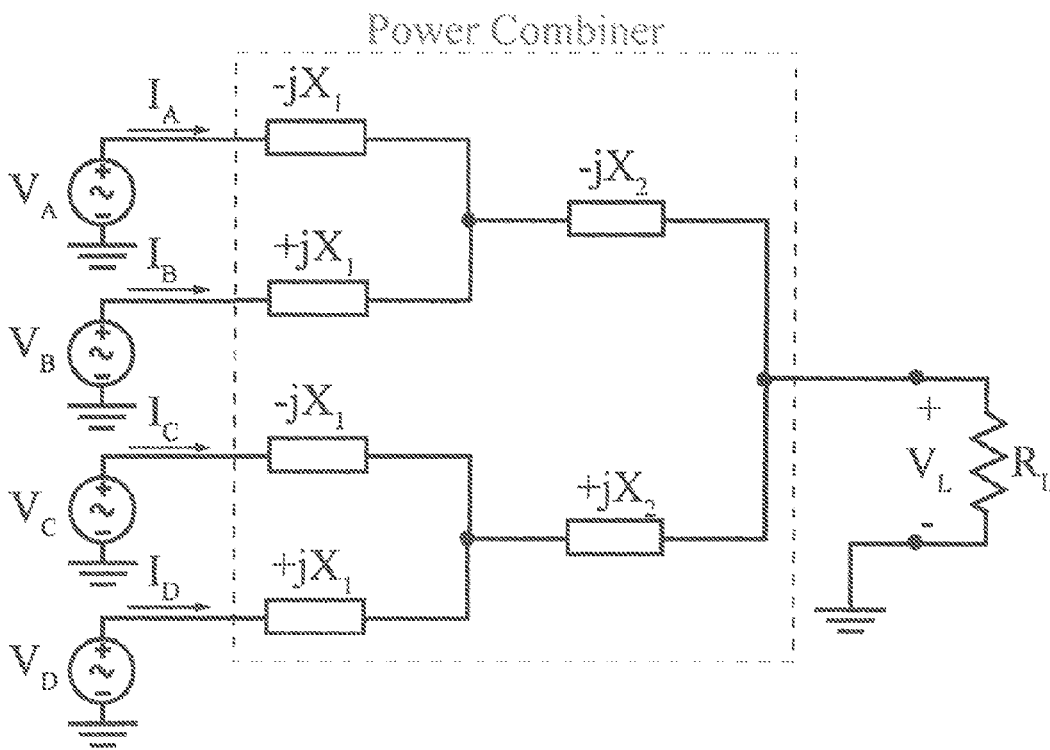 Power Combiner
I_A
-jX_1
V_A
-jX_2
I_B
+jX_1
V_B
I_C
-jX_1
+
V_C
V_L
R_L
+jX_2
-
I_D
+jX_1
V_D